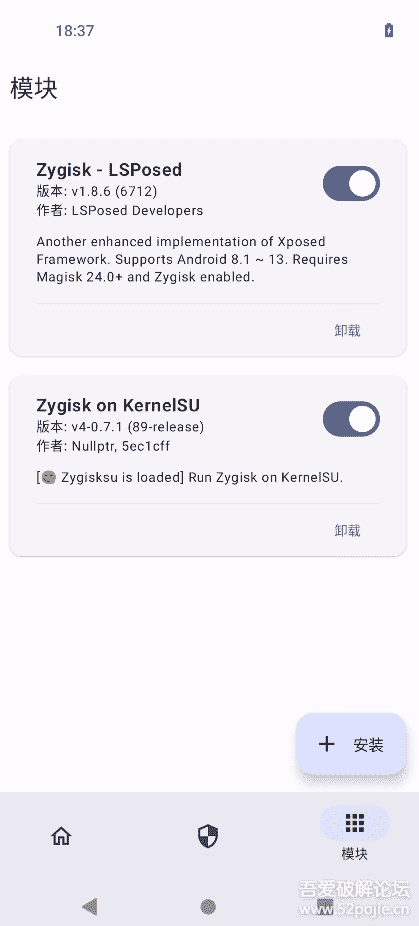 18:37
模块
Zygisk - LSPosed
版本: v1.8.6 (6712)
作者: LSPosed Developers
Another enhanced implementation of Xposed
Framework. Supports Android 8.1 ~ 13. Requires
Magisk 24.0+ and Zygisk enabled.
卸载
Zygisk on KernelSU
版本: v4-0.7.1 (89-release)
作者: Nullptr, 5ec1cff
[😋 Zygisksu is loaded] Run Zygisk on KernelSU.
卸载
安装
模块
吾爱破解论坛
www.52pojie.cn